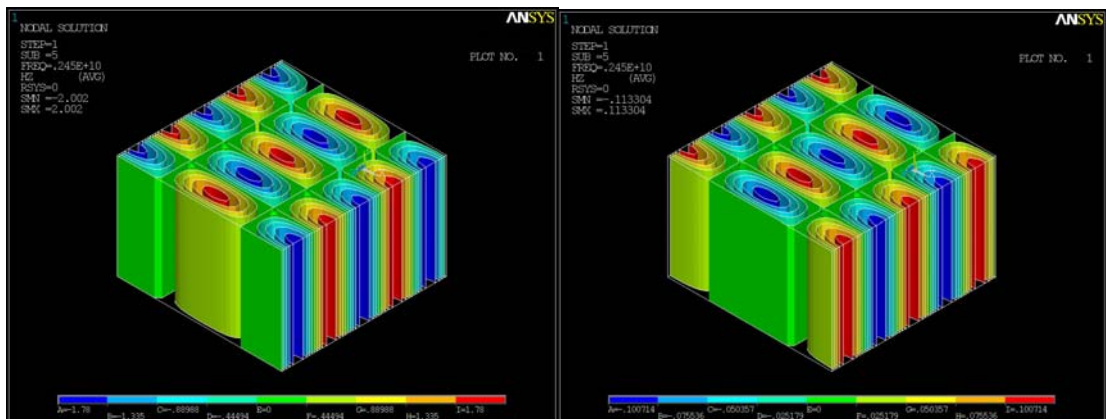 1
ANSYS
NODAL SOLUTION
STEP=1
SUB =5
FREQ=.245E+10
HZ (AVG)
RSYS=0
SMN =-2.002
SMX =2.002
PLOT NO. 1
A=-1.78 C=-.88988 E=0 G=.88988 I=1.78
B=-1.335 D=-.44494 F=.44494 H=1.335
1
ANSYS
NODAL SOLUTION
STEP=1
SUB =5
FREQ=.245E+10
HZ (AVG)
RSYS=0
SMN =-.113304
SMX =.113304
PLOT NO. 1
A=-.100714 C=-.050357 E=0 G=.050357 I=.100714
B=-.075536 D=-.025179 F=.025179 H=.075536